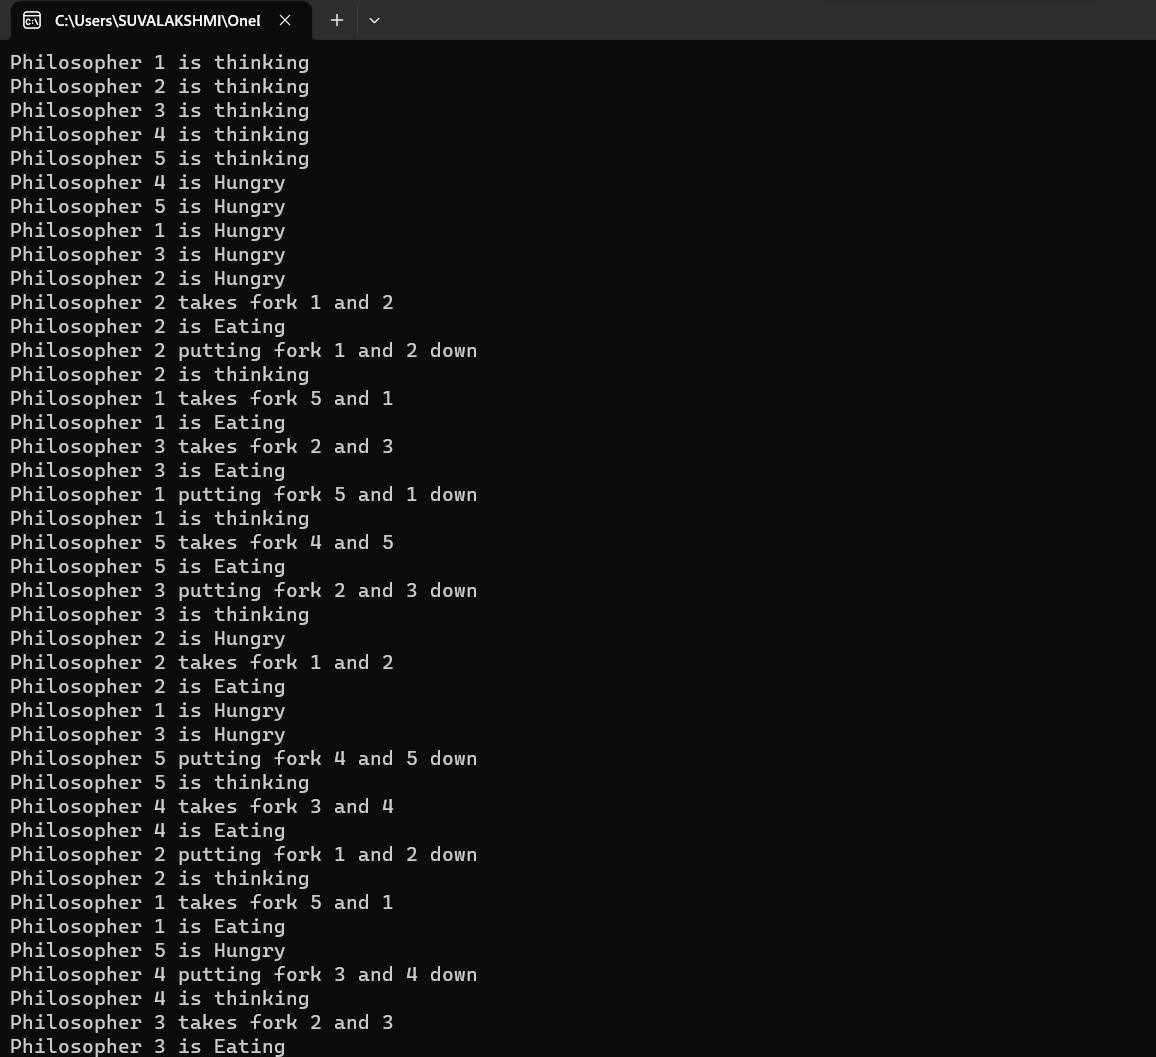 C:\Users\SUVALAKSHMI\OneI
Philosopher 1 is thinking
Philosopher 2 is thinking
Philosopher 3 is thinking
Philosopher 4 is thinking
Philosopher 5 is thinking
Philosopher 4 is Hungry
Philosopher 5 is Hungry
Philosopher 1 is Hungry
Philosopher 3 is Hungry
Philosopher 2 is Hungry
Philosopher 2 takes fork 1 and 2
Philosopher 2 is Eating
Philosopher 2 putting fork 1 and 2 down
Philosopher 2 is thinking
Philosopher 1 takes fork 5 and 1
Philosopher 1 is Eating
Philosopher 3 takes fork 2 and 3
Philosopher 3 is Eating
Philosopher 1 putting fork 5 and 1 down
Philosopher 1 is thinking
Philosopher 5 takes fork 4 and 5
Philosopher 5 is Eating
Philosopher 3 putting fork 2 and 3 down
Philosopher 3 is thinking
Philosopher 2 is Hungry
Philosopher 2 takes fork 1 and 2
Philosopher 2 is Eating
Philosopher 1 is Hungry
Philosopher 3 is Hungry
Philosopher 5 putting fork 4 and 5 down
Philosopher 5 is thinking
Philosopher 4 takes fork 3 and 4
Philosopher 4 is Eating
Philosopher 2 putting fork 1 and 2 down
Philosopher 2 is thinking
Philosopher 1 takes fork 5 and 1
Philosopher 1 is Eating
Philosopher 5 is Hungry
Philosopher 4 putting fork 3 and 4 down
Philosopher 4 is thinking
Philosopher 3 takes fork 2 and 3
Philosopher 3 is Eating